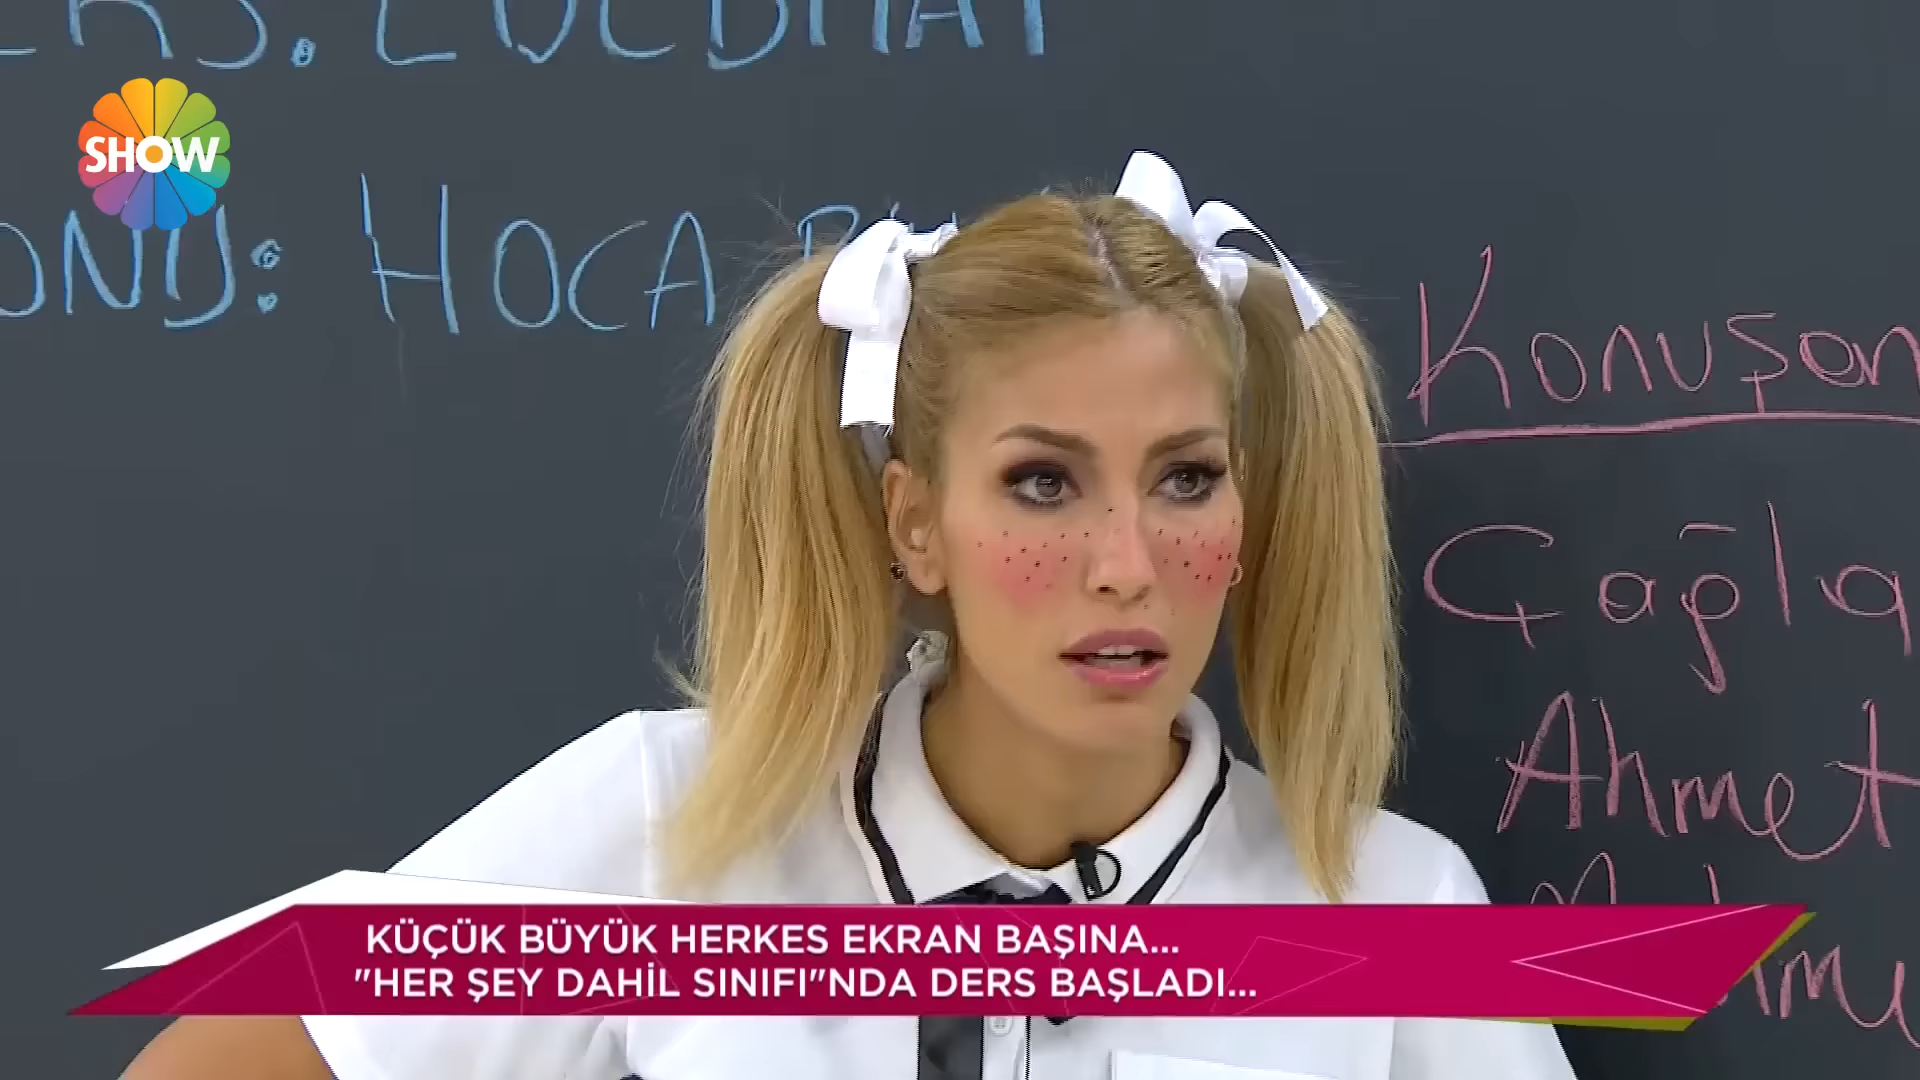 SHOW
HOCA
Konuşan
Çağla
Ahmet
KÜÇÜK BÜYÜK HERKES EKRAN BAŞINA...
"HER ŞEY DAHİL SINIFI"NDA DERS BAŞLADI...